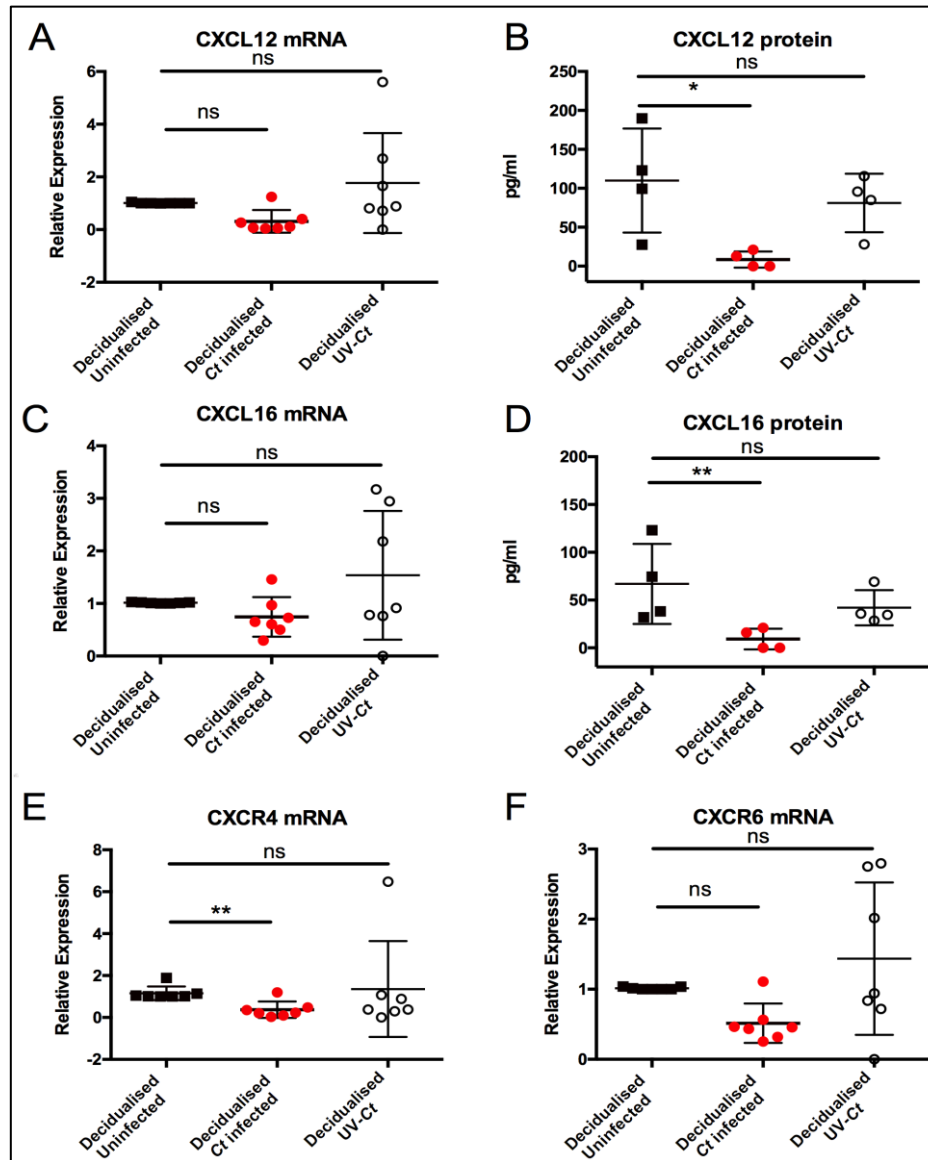 A
CXCL12 mRNA
ns
ns
Relative Expression
6
4
2
0
-2
Decidualised
Uninfected
Decidualised
Ct infected
Decidualised
UV-Ct
B
CXCL12 protein
ns
*
pg/ml
250
200
150
100
50
0
Decidualised
Uninfected
Decidualised
Ct infected
Decidualised
UV-Ct
C
CXCL16 mRNA
ns
ns
Relative Expression
4
3
2
1
0
Decidualised
Uninfected
Decidualised
Ct infected
Decidualised
UV-Ct
D
CXCL16 protein
ns
**
pg/ml
200
150
100
50
0
Decidualised
Uninfected
Decidualised
Ct infected
Decidualised
UV-Ct
E
CXCR4 mRNA
ns
**
Relative Expression
8
6
4
2
0
-2
Decidualised
Uninfected
Decidualised
Ct infected
Decidualised
UV-Ct
F
CXCR6 mRNA
ns
ns
Relative Expression
3
2
1
0
Decidualised
Uninfected
Decidualised
Ct infected
Decidualised
UV-Ct